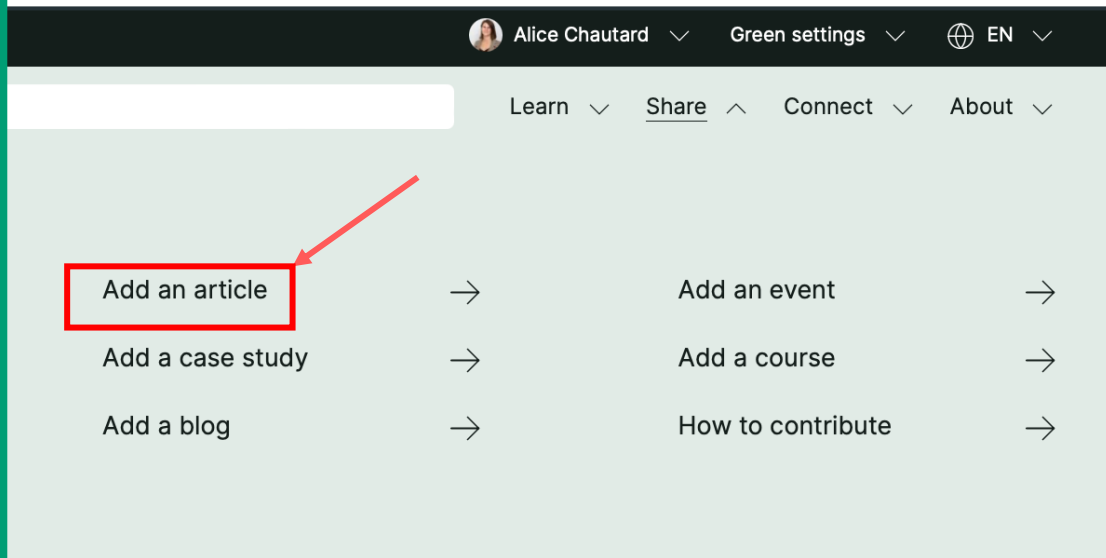 Alice Chautard Green settings EN
Learn Share Connect About
Add an article Add an event
Add a case study Add a course
Add a blog How to contribute